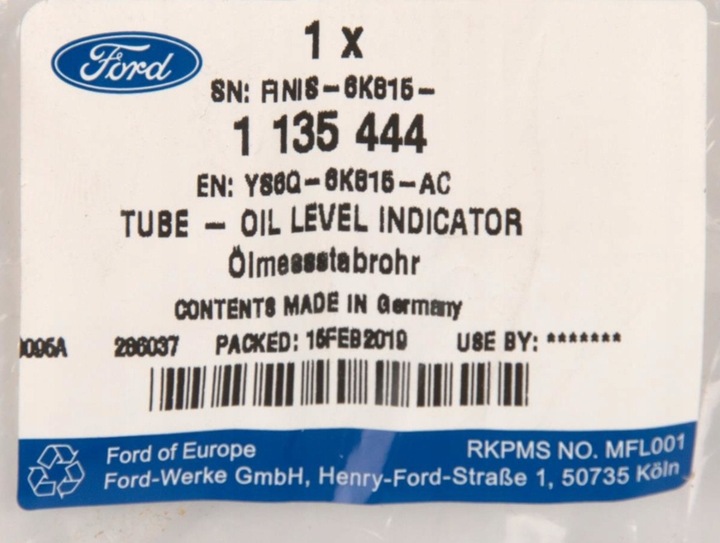 Ford
1 x
SN: FINIS-6K615-
1 135 444
EN: YS6Q-6K615-AC
TUBE - OIL LEVEL INDICATOR
Ölmessstabrohr
CONTENTS MADE IN Germany
0095A 286037 PACKED: 15FEB2019 USE BY: *******
Ford of Europe RKPMS NO. MFL001
Ford-Werke GmbH, Henry-Ford-Straße 1, 50735 Köln